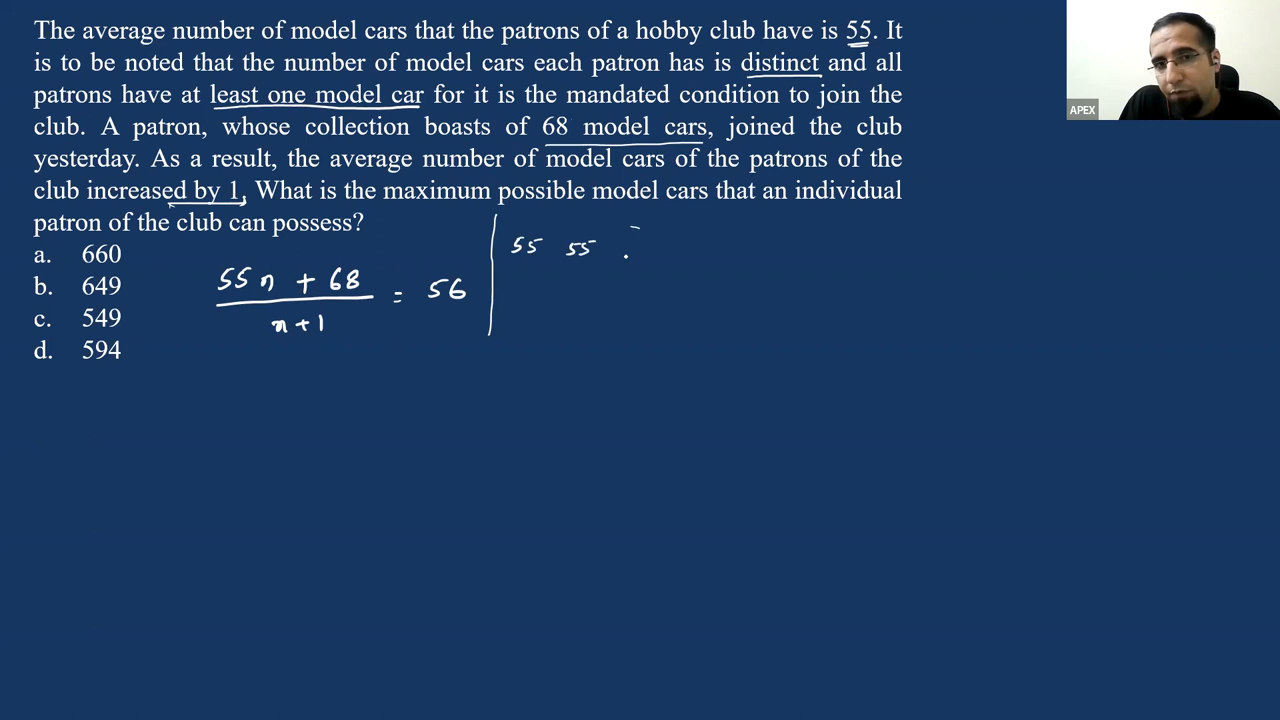 The average number of model cars that the patrons of a hobby club have is 55. It
is to be noted that the number of model cars each patron has is distinct and all
patrons have at least one model car for it is the mandated condition to join the
club. A patron, whose collection boasts of 68 model cars, joined the club
yesterday. As a result, the average number of model cars of the patrons of the
club increased by 1. What is the maximum possible model cars that an individual
patron of the club can possess?
a. 660
b. 649
c. 549
d. 594
55n + 68
n+1
= 56
55 55
APEX